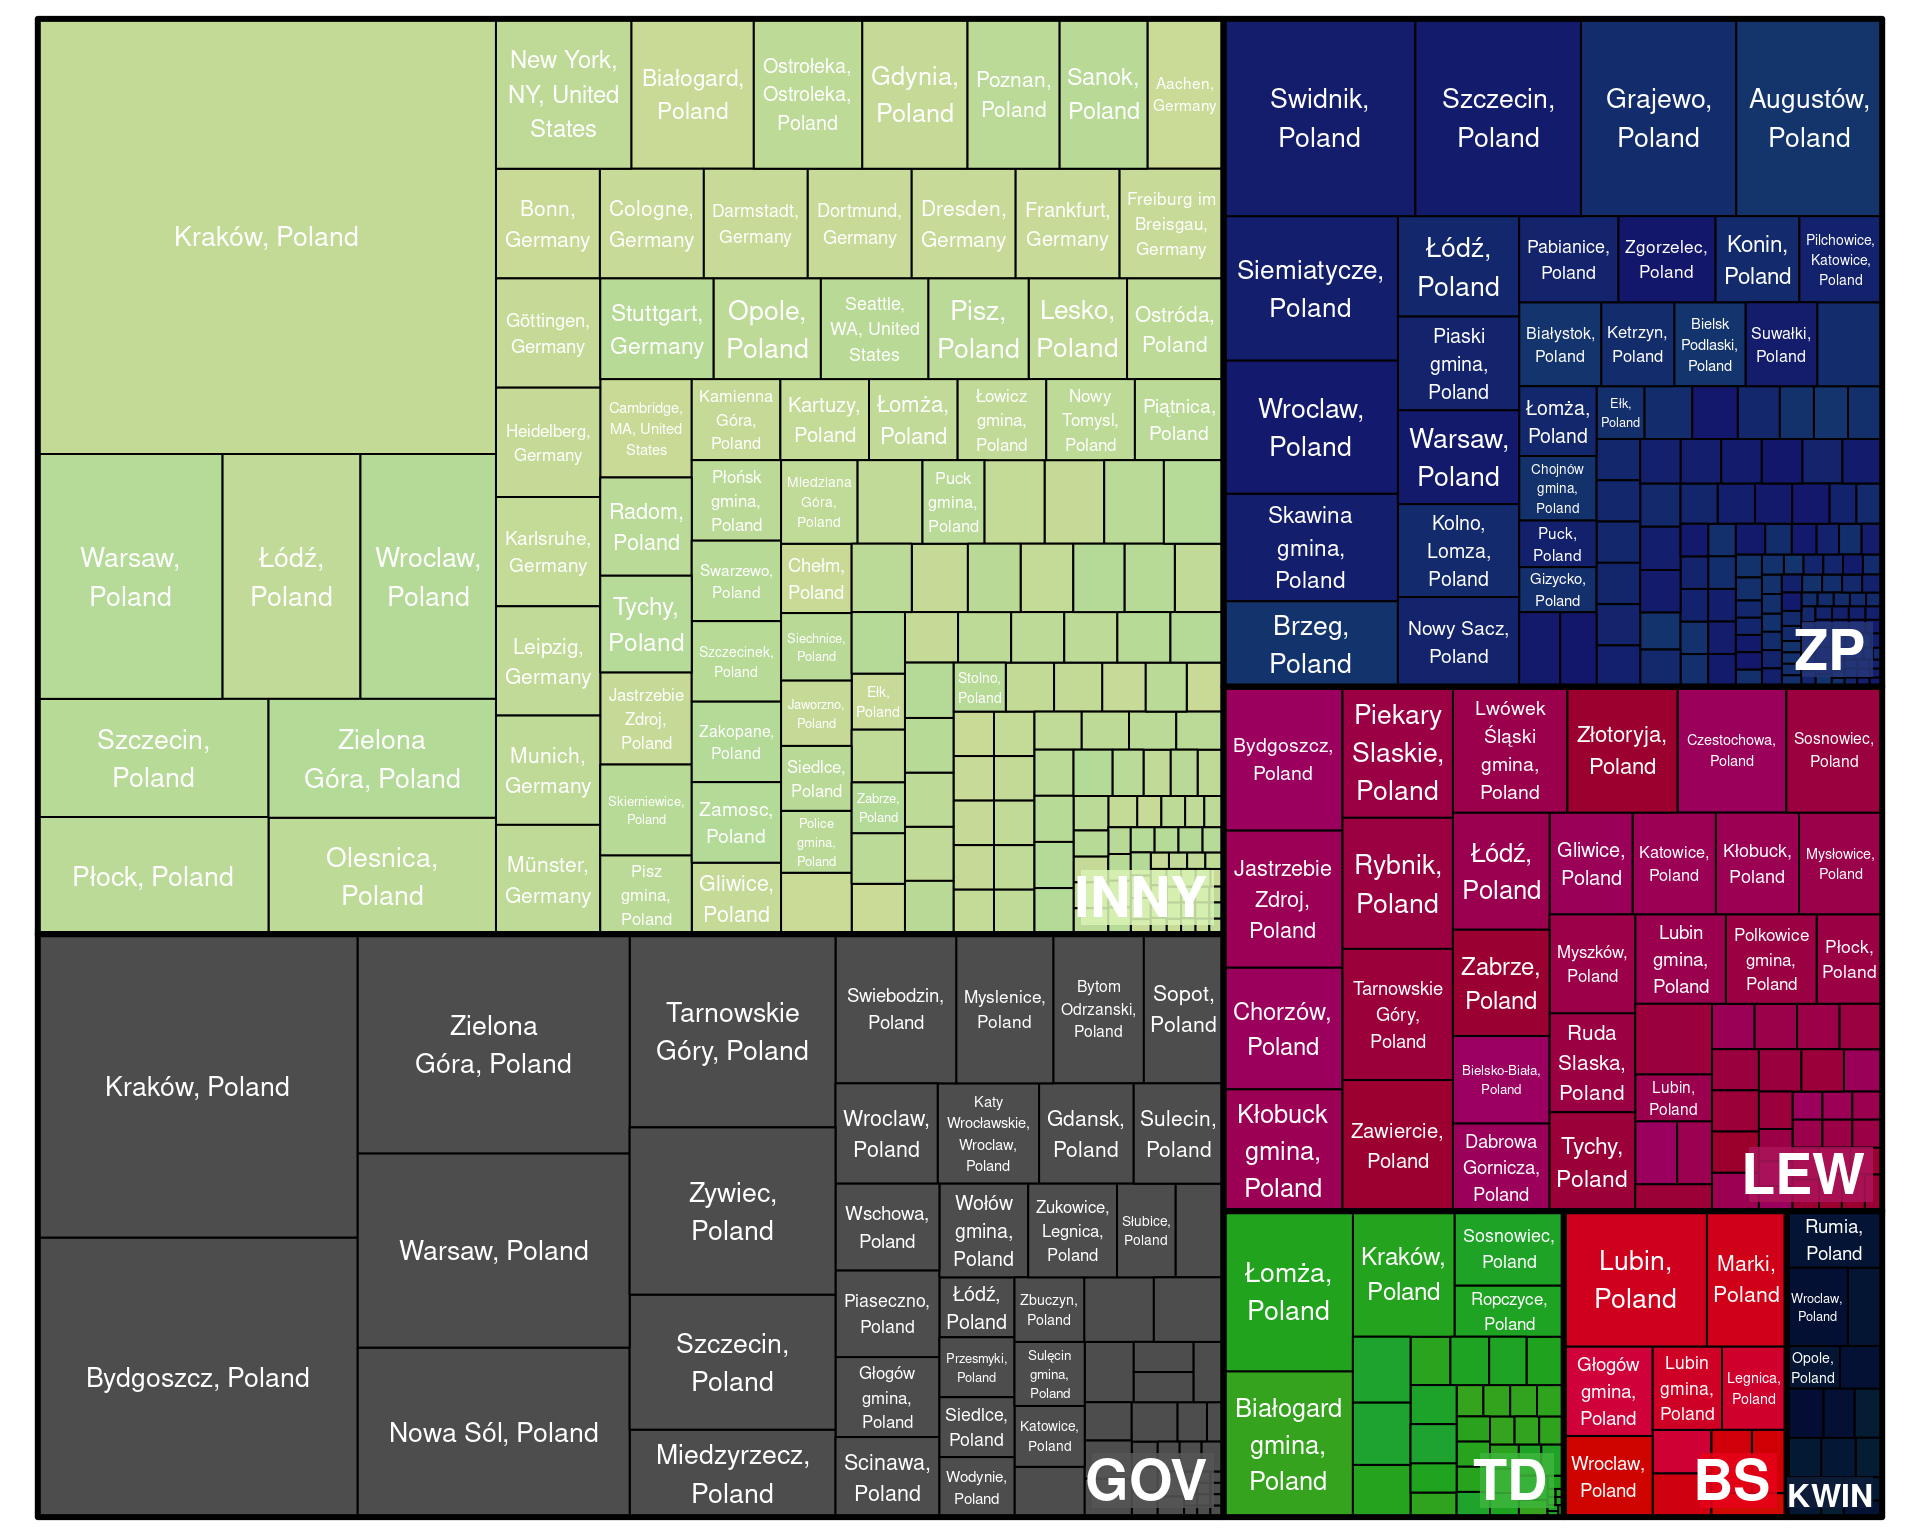 Kraków, Poland
Warsaw,
Poland
Łódź,
Poland
Wroclaw,
Poland
Szczecin,
Poland
Zielona
Góra, Poland
Płock, Poland
Olesnica,
Poland
New York,
NY, United
States
Białogard,
Poland
Ostrołeka,
Ostroleka,
Poland
Gdynia,
Poland
Poznan,
Poland
Sanok,
Poland
Aachen,
Germany
Bonn,
Germany
Cologne,
Germany
Darmstadt,
Germany
Dortmund,
Germany
Dresden,
Germany
Frankfurt,
Germany
Freiburg im
Breisgau,
Germany
Göttingen,
Germany
Heidelberg,
Germany
Karlsruhe,
Germany
Leipzig,
Germany
Munich,
Germany
Münster,
Germany
Stuttgart,
Germany
Opole,
Poland
Seattle,
WA, United
States
Pisz,
Poland
Lesko,
Poland
Ostróda,
Poland
Cambridge,
MA, United
States
Radom,
Poland
Tychy,
Poland
Jastrzebie
Zdroj,
Poland
Skierniewice,
Poland
Pisz
gmina,
Poland
Kamienna
Góra,
Poland
Kartuzy,
Poland
Łomża,
Poland
Łowicz
gmina,
Poland
Nowy
Tomysl,
Poland
Piątnica,
Poland
Płońsk
gmina,
Poland
Swarzewo,
Poland
Szczecinek,
Poland
Zakopane,
Poland
Zamosc,
Poland
Gliwice,
Poland
Miedziana
Góra,
Poland
Puck
gmina,
Poland
Chełm,
Poland
Siechnice,
Poland
Jaworzno,
Poland
Siedlce,
Poland
Police
gmina,
Poland
Ełk,
Poland
Zabrze,
Poland
Stolno,
Poland
INNY
Kraków, Poland
Bydgoszcz, Poland
Zielona
Góra, Poland
Warsaw, Poland
Nowa Sól, Poland
Tarnowskie
Góry, Poland
Zywiec,
Poland
Szczecin,
Poland
Miedzyrzecz,
Poland
Swiebodzin,
Poland
Myslenice,
Poland
Bytom
Odrzanski,
Poland
Sopot,
Poland
Wroclaw,
Poland
Katy
Wrocławskie,
Wroclaw,
Poland
Gdansk,
Poland
Sulecin,
Poland
Wschowa,
Poland
Piaseczno,
Poland
Głogów
gmina,
Poland
Scinawa,
Poland
Wołów
gmina,
Poland
Zukowice,
Legnica,
Poland
Słubice,
Poland
Łódź,
Poland
Przesmyki,
Poland
Siedlce,
Poland
Wodynie,
Poland
Zbuczyn,
Poland
Sulęcin
gmina,
Poland
Katowice,
Poland
GOV
Swidnik,
Poland
Szczecin,
Poland
Grajewo,
Poland
Augustów,
Poland
Siemiatycze,
Poland
Wroclaw,
Poland
Skawina
gmina,
Poland
Brzeg,
Poland
Łódź,
Poland
Piaski
gmina,
Poland
Warsaw,
Poland
Kolno,
Lomza,
Poland
Nowy Sacz,
Poland
Pabianice,
Poland
Zgorzelec,
Poland
Konin,
Poland
Pilchowice,
Katowice,
Poland
Białystok,
Poland
Ketrzyn,
Poland
Bielsk
Podlaski,
Poland
Suwałki,
Poland
Łomża,
Poland
Ełk,
Poland
Chojnów
gmina,
Poland
Puck,
Poland
Gizycko,
Poland
ZP
Bydgoszcz,
Poland
Jastrzebie
Zdroj,
Poland
Chorzów,
Poland
Kłobuck
gmina,
Poland
Piekary
Slaskie,
Poland
Rybnik,
Poland
Tarnowskie
Góry,
Poland
Zawiercie,
Poland
Lwówek
Śląski
gmina,
Poland
Złotoryja,
Poland
Czestochowa,
Poland
Sosnowiec,
Poland
Łódź,
Poland
Zabrze,
Poland
Bielsko-Biała,
Poland
Dabrowa
Gornicza,
Poland
Gliwice,
Poland
Katowice,
Poland
Kłobuck,
Poland
Mysłowice,
Poland
Myszków,
Poland
Ruda
Slaska,
Poland
Tychy,
Poland
Lubin
gmina,
Poland
Polkowice
gmina,
Poland
Płock,
Poland
Lubin,
Poland
LEW
Łomża,
Poland
Białogard
gmina,
Poland
Kraków,
Poland
Sosnowiec,
Poland
Ropczyce,
Poland
TD
Lubin,
Poland
Marki,
Poland
Głogów
gmina,
Poland
Lubin
gmina,
Poland
Legnica,
Poland
Wroclaw,
Poland
BS
Rumia,
Poland
Wroclaw,
Poland
Opole,
Poland
KWIN